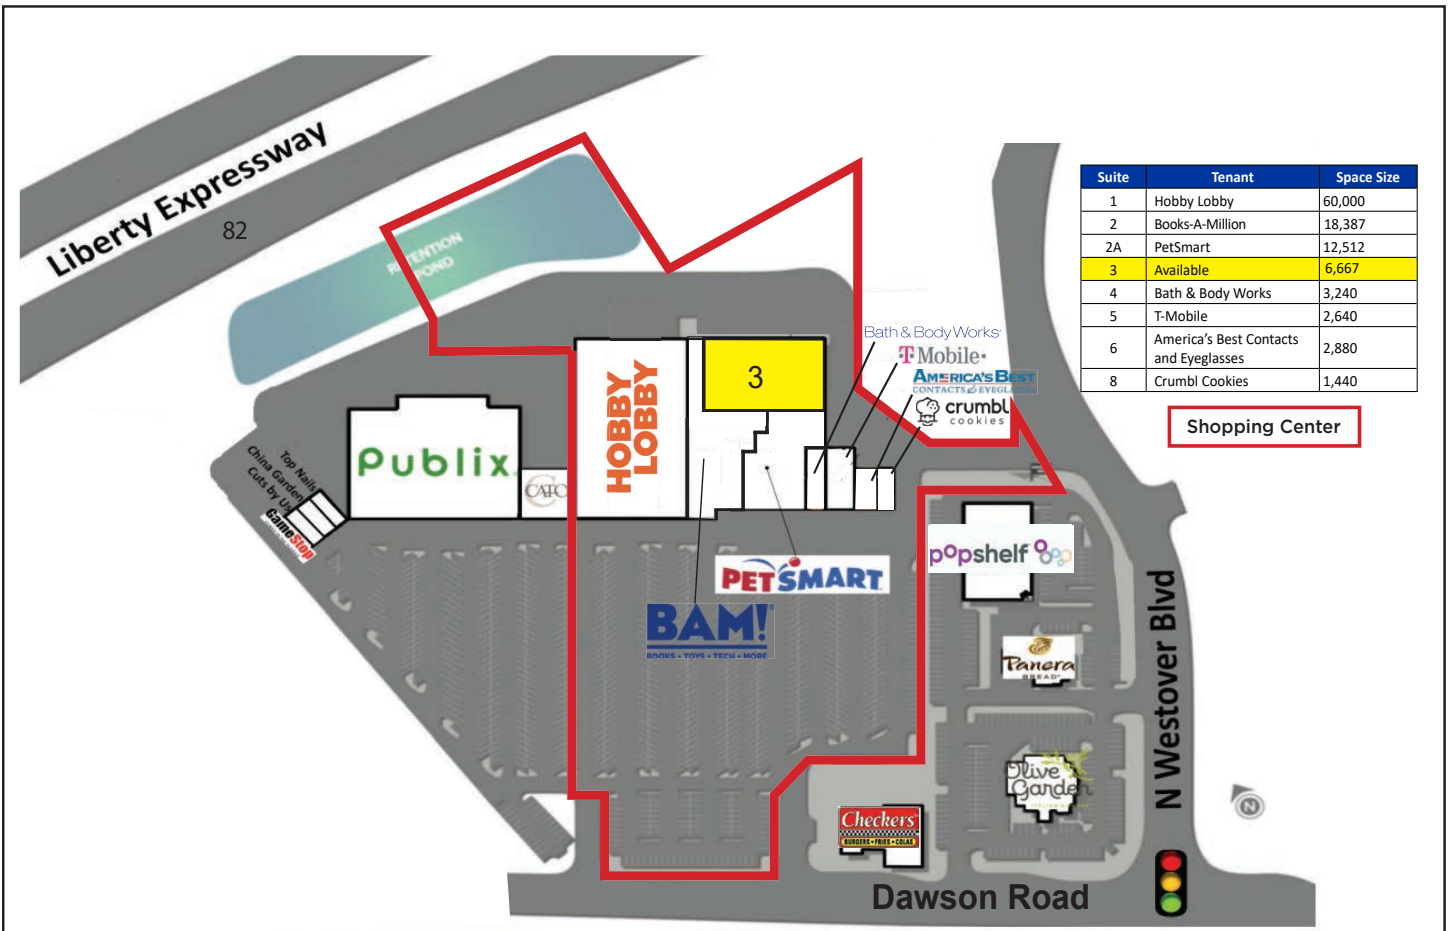 Liberty Expressway
82
RETENTION
POND
Suite Tenant Space Size
1 Hobby Lobby 60,000
2 Books-A-Million 18,387
2A PetSmart 12,512
3 Available 6,667
4 Bath & Body Works 3,240
5 T-Mobile 2,640
6 America's Best Contacts and Eyeglasses 2,880
8 Crumbl Cookies 1,440
Shopping Center
Bath & Body Works
T Mobile
AMERICA'S BEST
CONTACTS & EYEGLASSES
crumbl
cookies
3
HOBBY
LOBBY
Publix
CATO
Top Nails
China Garden
Cuts by Us
GameStop
PETSMART
BAM!
BOOKS • TOYS • TECH • MORE
popshelf
Panera
BREAD
Olive
Garden
Checkers
BURGERS • FRIES • COLAS
N Westover Blvd
N
Dawson Road